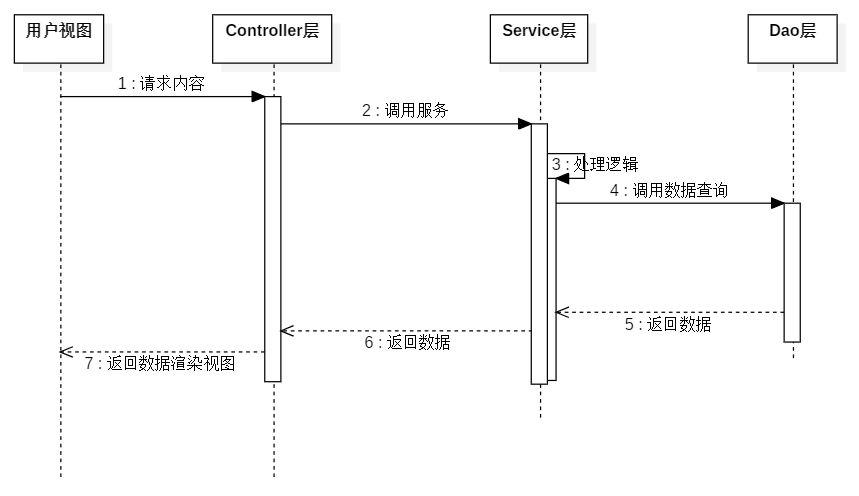 用户视图
Controller层
Service层
Dao层
1 : 请求内容
2 : 调用服务
3 : 处理逻辑
4 : 调用数据查询
5 : 返回数据
6 : 返回数据
7 : 返回数据渲染视图